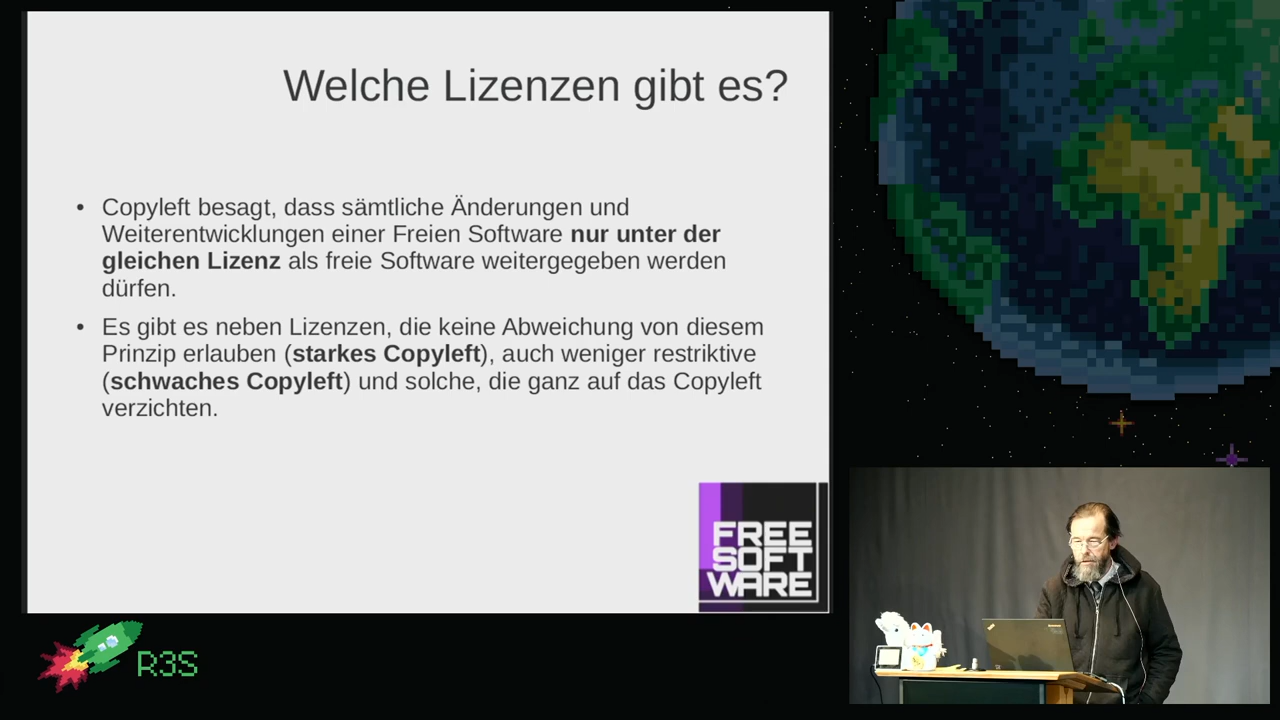 Welche Lizenzen gibt es?
• Copyleft besagt, dass sämtliche Änderungen und
Weiterentwicklungen einer Freien Software nur unter der
gleichen Lizenz als freie Software weitergegeben werden
dürfen.
• Es gibt es neben Lizenzen, die keine Abweichung von diesem
Prinzip erlauben (starkes Copyleft), auch weniger restriktive
(schwaches Copyleft) und solche, die ganz auf das Copyleft
verzichten.
FREE
SOFT
WARE
R3S